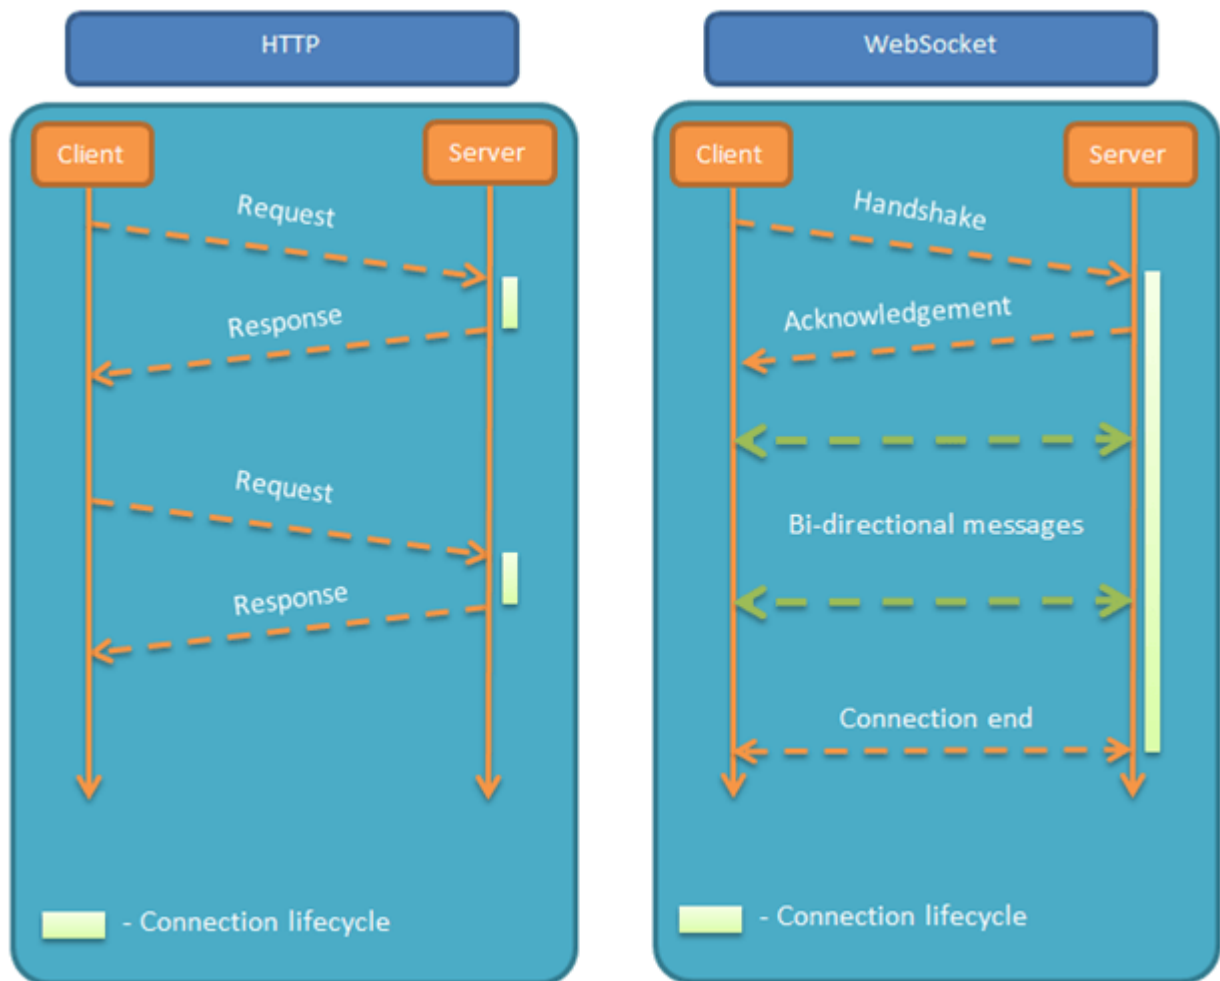 HTTP
Client
Server
Request
Response
Request
Response
- Connection lifecycle
WebSocket
Client
Server
Handshake
Acknowledgement
Bi-directional messages
Connection end
- Connection lifecycle